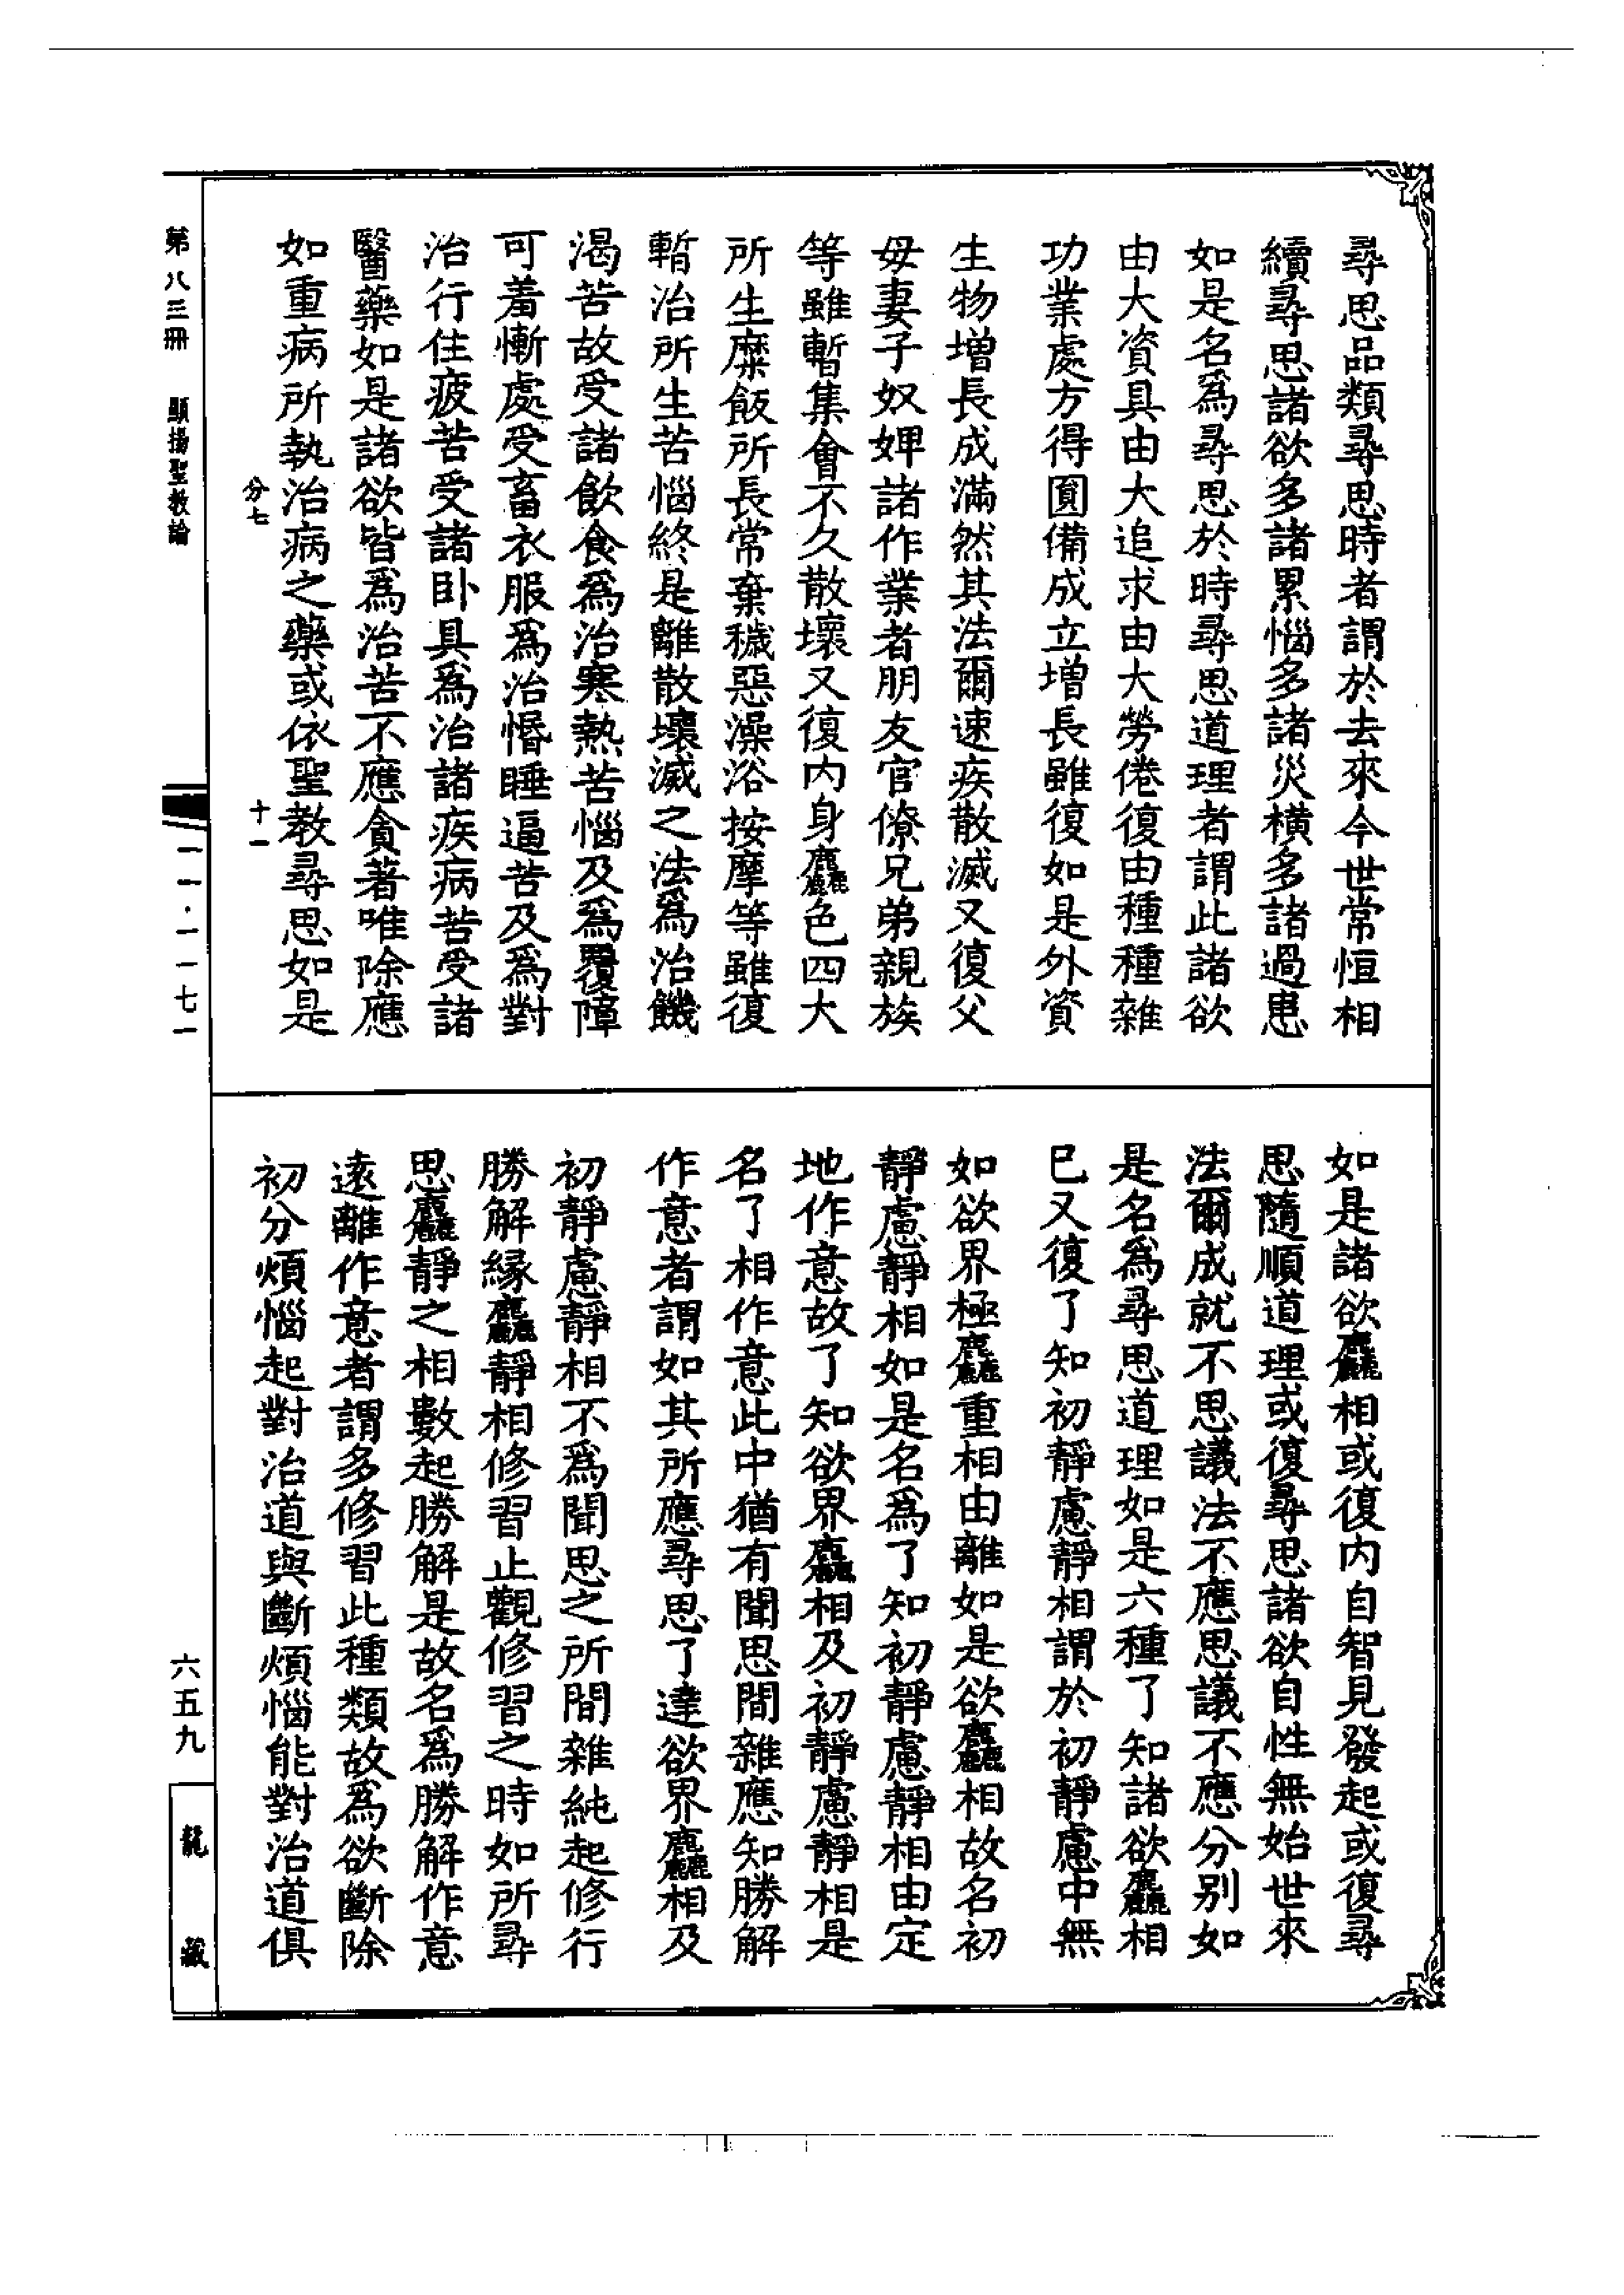 尋思品類尋思時者謂於去來今世常恒相
續尋思諸欲多諸累惱多諸災橫多諸過患
如是名爲尋思於時尋思道理者謂此諸欲
由大資具由大追求由大勞倦復由種種雜
功業處方得圓備成立增長雖復如是外資
生物增長成滿然其法爾速疾散滅又復父
母妻子奴婢諸作業者朋友官僚兄弟親族
等雖暫集會不久散壞又復內身麤色四大
所生糜飯所長常棄穢惡澡浴按摩等雖復
暫治所生苦惱終是離散壞滅之法爲治饑
渴苦故受諸飲食爲治寒熱苦惱及爲覆障
可羞慚處受畜衣服爲治惛睡逼苦及爲對
治行住疲苦受諸卧具爲治諸疾病苦受諸
醫藥如是諸欲皆爲治苦不應貪著唯除應
如重病所執治病之藥或依聖教尋思如是
分七
十一
如是諸欲麤相或復內自智見發起或復尋
思隨順道理或復尋思諸欲自性無始世來
法爾成就不思議法不應思議不應分別如
是名爲尋思道理如是六種了知諸欲麤相
巳又復了知初靜慮靜相謂於初靜慮中無
如欲界極麤重相由離如是欲麤相故名初
靜慮靜相如是名爲了知初靜慮靜相由定
地作意故了知欲界麤相及初靜慮靜相是
名了相作意此中猶有聞思間雜應知勝解
作意者謂如其所應尋思了達欲界麤相及
初靜慮靜相不爲聞思之所間雜純起修行
勝解緣麤靜相修習止觀修習之時如所尋
思麤靜之相數起勝解是故名爲勝解作意
遠離作意者謂多修習此種類故爲欲斷除
初分煩惱起對治道與斷煩惱能對治道俱
第八三冊　顯揚聖教論
一一·一一七一
六五九
龍藏